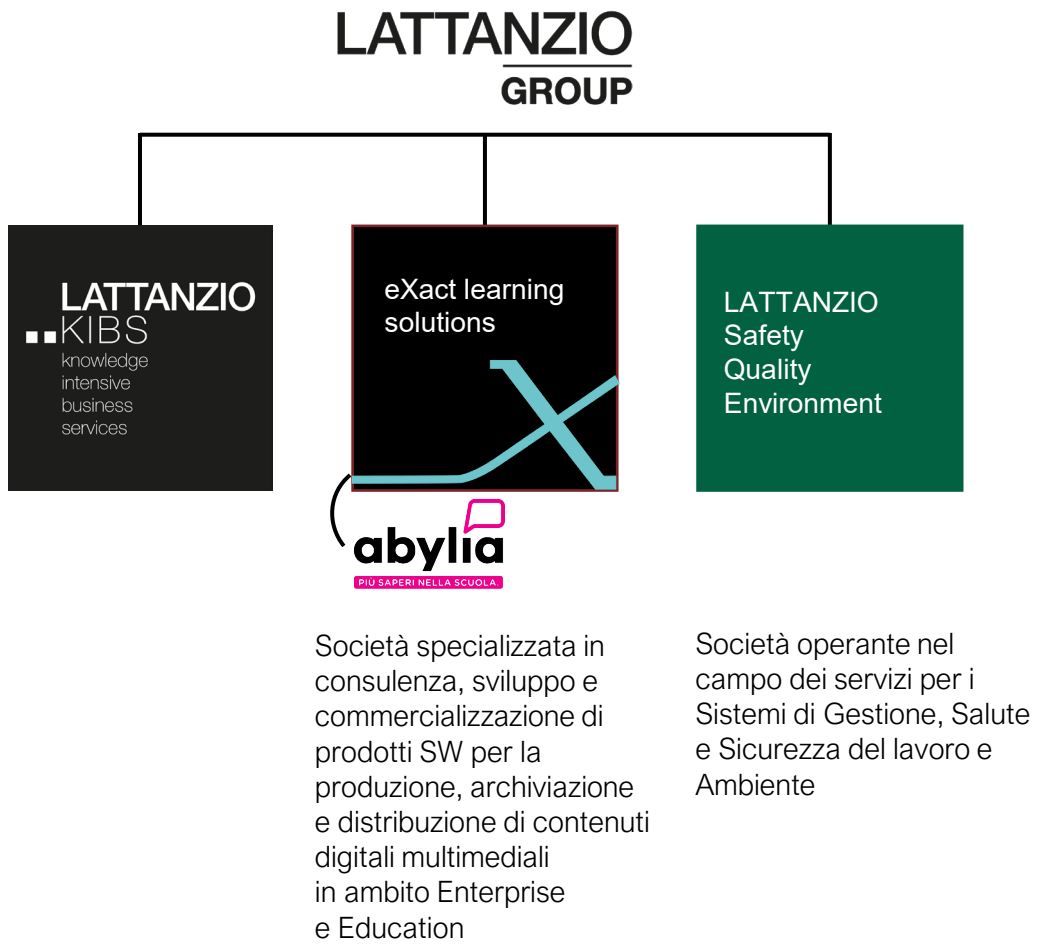 LATTANZIO
GROUP
LATTANZIO
KIBS
knowledge
intensive
business
services
eXact learning
solutions
LATTANZIO
Safety
Quality
Environment
abylia
PIÙ SAPERI NELLA SCUOLA.
Società specializzata in
consulenza, sviluppo e
commercializzazione di
prodotti SW per la
produzione, archiviazione
e distribuzione di contenuti
digitali multimediali
in ambito Enterprise
e Education
Società operante nel
campo dei servizi per i
Sistemi di Gestione, Salute
e Sicurezza del lavoro e
Ambiente